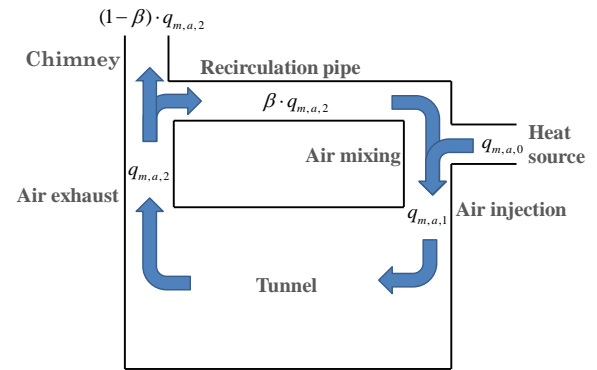 (1−β)·q_{m,a,2}
Chimney
Recirculation pipe
β·q_{m,a,2}
Heat
source
q_{m,a,0}
Air mixing
q_{m,a,2}
Air exhaust
q_{m,a,1}
Air injection
Tunnel